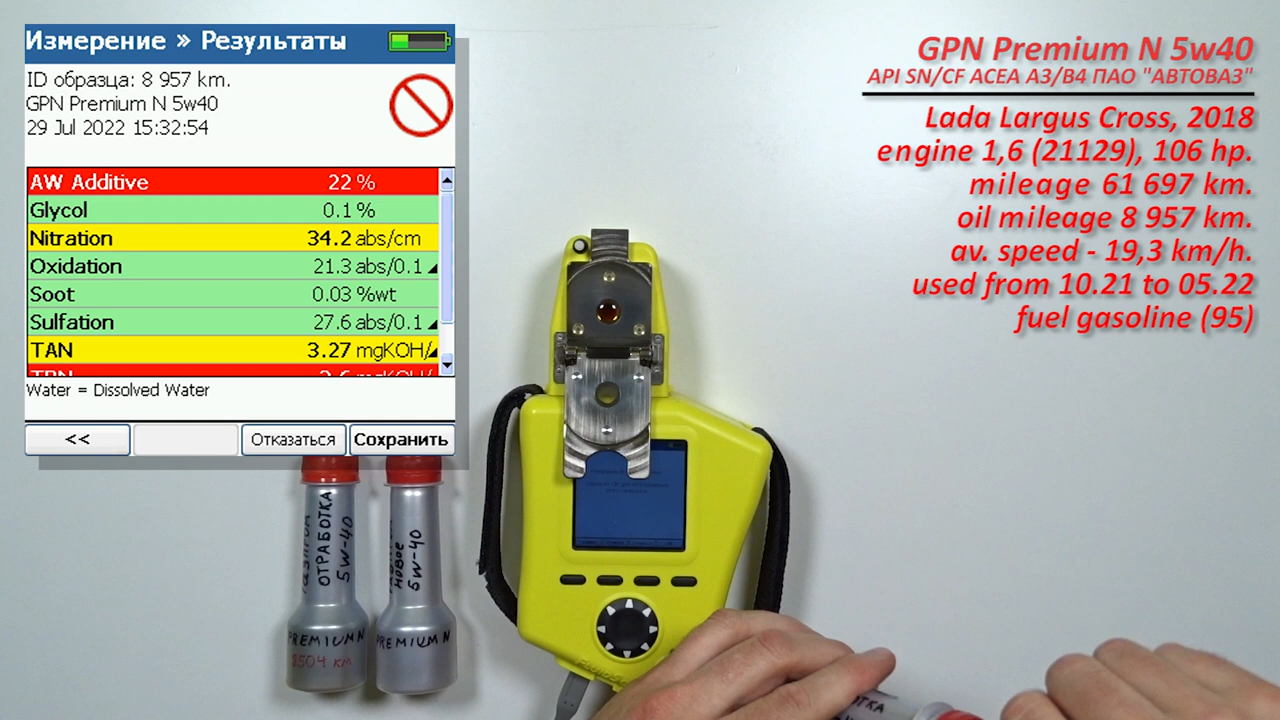 Измерение » Результаты
ID образца: 8 957 km.
GPN Premium N 5w40
29 Jul 2022 15:32:54
AW Additive 22 %
Glycol 0.1 %
Nitration 34.2 abs/cm
Oxidation 21.3 abs/0.1
Soot 0.03 %wt
Sulfation 27.6 abs/0.1
TAN 3.27 mgKOH/
Water = Dissolved Water
<<
Отказаться
Сохранить
GPN Premium N 5w40
API SN/CF ACEA A3/B4 ПАО "АВТОВАЗ"
Lada Largus Cross, 2018
engine 1,6 (21129), 106 hp.
mileage 61 697 km.
oil mileage 8 957 km.
av. speed - 19,3 km/h.
used from 10.21 to 05.22
fuel gasoline (95)
ОТРАБОТКА
5W-40
PREMIUM N
8504 км
НОВОЕ
5W-40
PREMIUM N